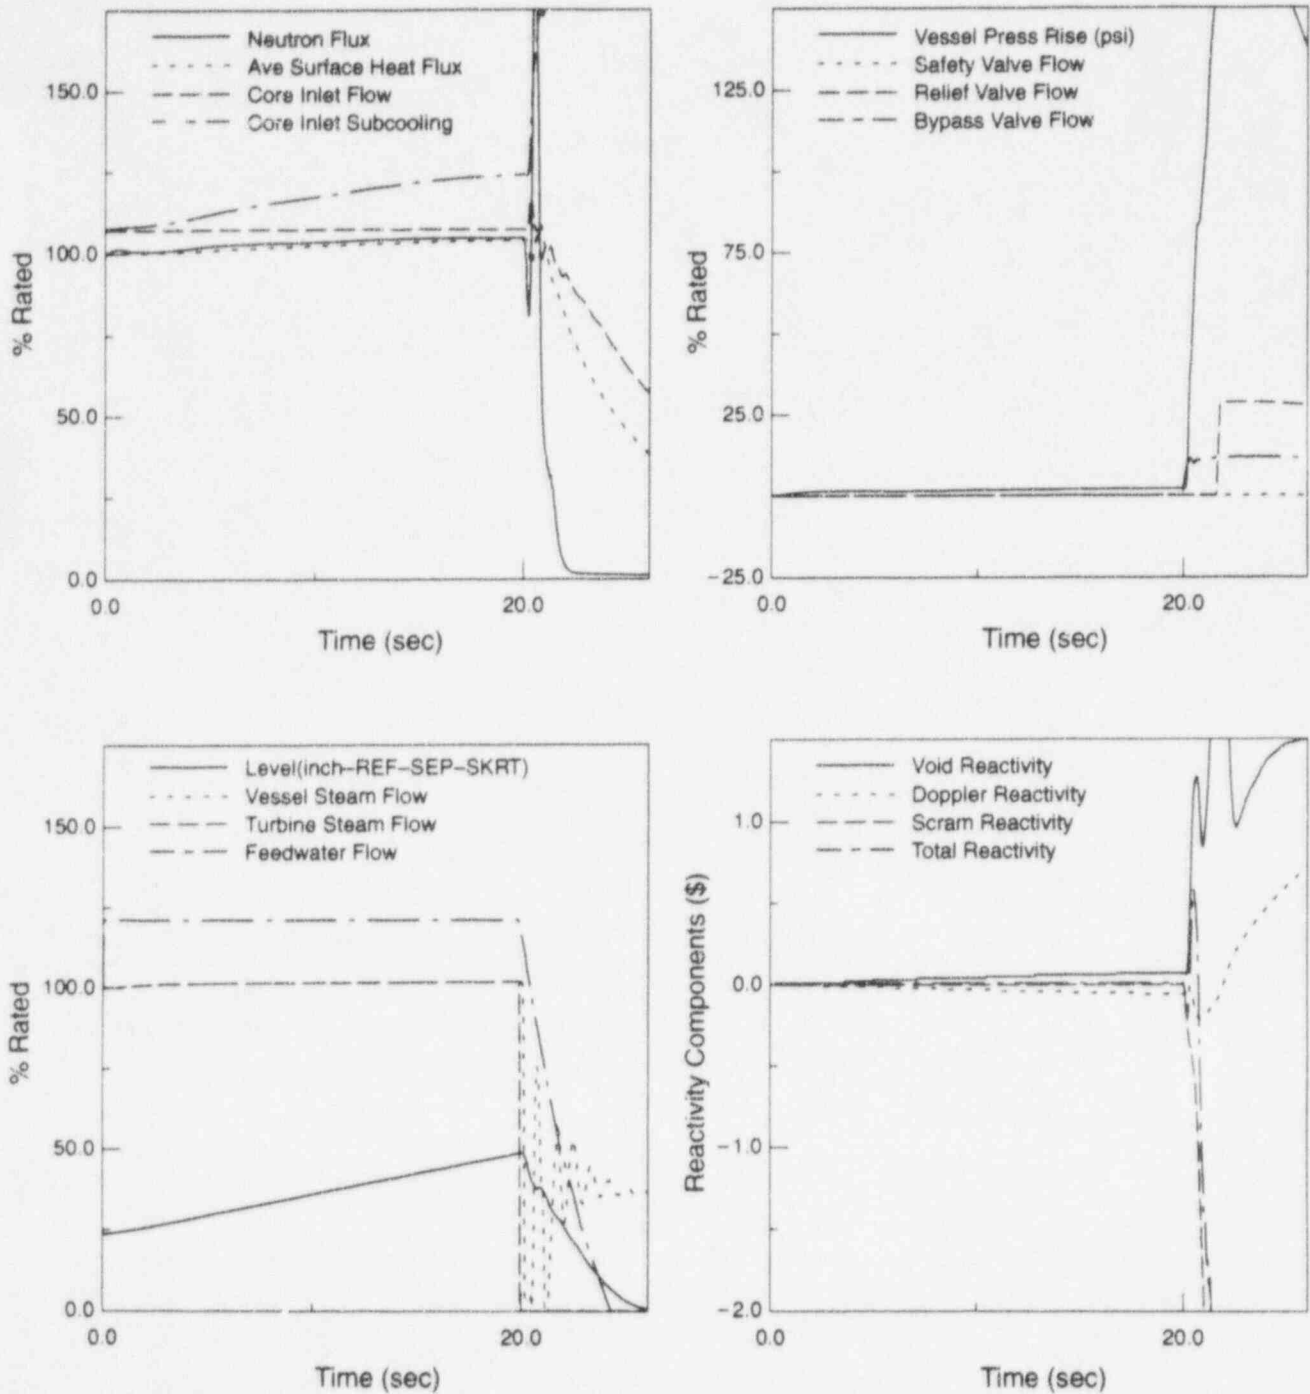 Neutron Flux
Ave Surface Heat Flux
Core Inlet Flow
Core Inlet Subcooling
150.0
100.0
50.0
0.0
% Rated
0.0
20.0
Time (sec)
Vessel Press Rise (psi)
Safety Valve Flow
Relief Valve Flow
Bypass Valve Flow
125.0
75.0
25.0
−25.0
% Rated
0.0
20.0
Time (sec)
Level(inch–REF–SEP–SKRT)
Vessel Steam Flow
Turbine Steam Flow
Feedwater Flow
150.0
100.0
50.0
0.0
% Rated
0.0
20.0
Time (sec)
Void Reactivity
Doppler Reactivity
Scram Reactivity
Total Reactivity
1.0
0.0
−1.0
−2.0
Reactivity Components ($)
0.0
20.0
Time (sec)